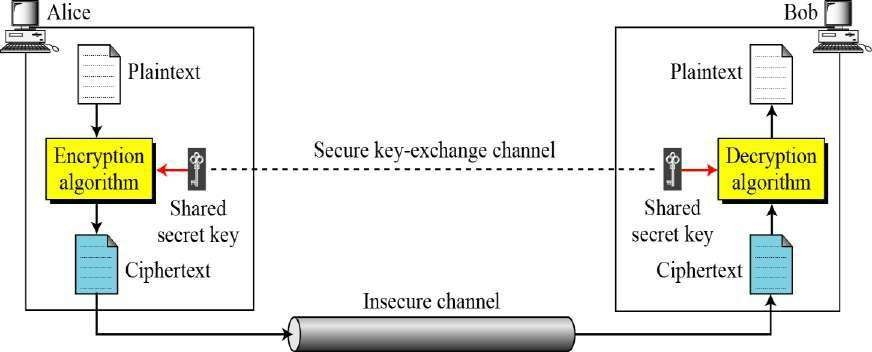 Alice
Bob
Plaintext
Plaintext
Encryption
algorithm
Secure key-exchange channel
Decryption
algorithm
Shared
secret key
Shared
secret key
Ciphertext
Ciphertext
Insecure channel